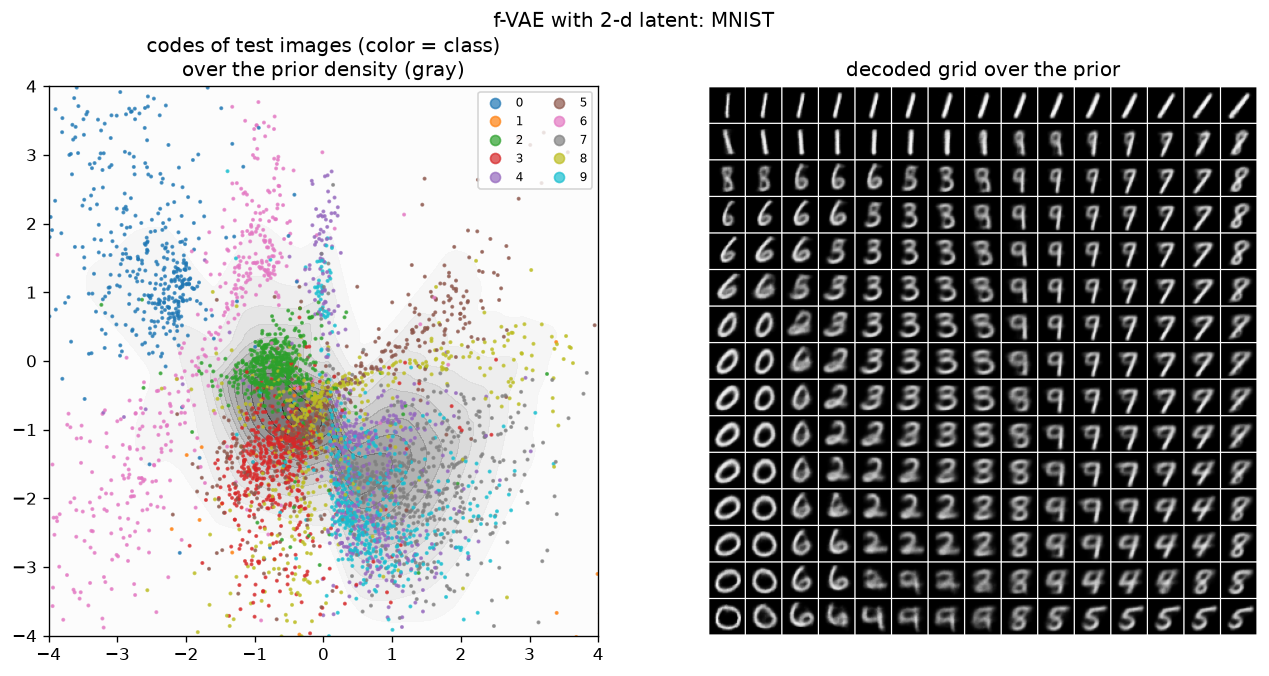 f-VAE with 2-d latent: MNIST
codes of test images (color = class)
over the prior density (gray)
4
3
2
1
0
−1
−2
−3
−4
−4 −3 −2 −1 0 1 2 3 4
0 5
1 6
2 7
3 8
4 9
decoded grid over the prior